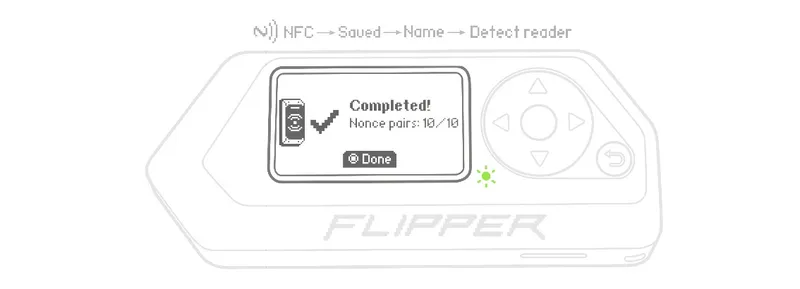 NFC → Saved → Name → Detect reader
Completed!
Nonce pairs: 10/10
Done
FLIPPER